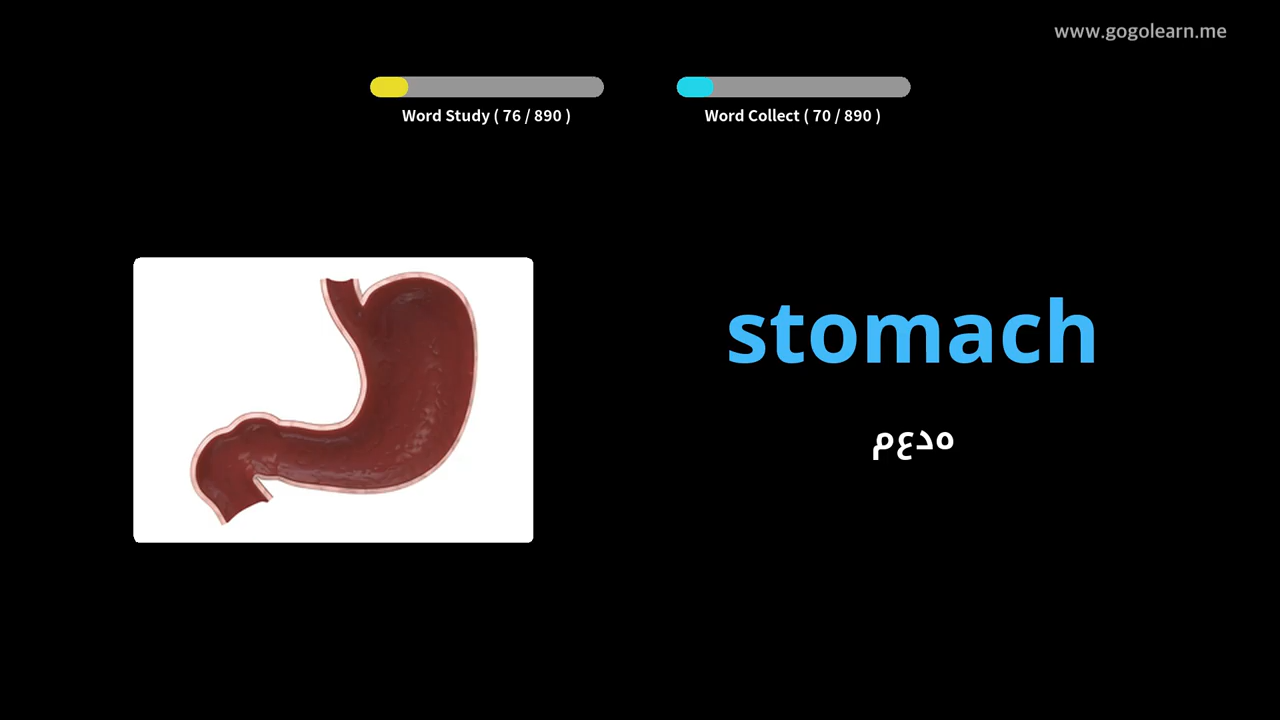 www.gogolearn.me
Word Study ( 76 / 890 )
Word Collect ( 70 / 890 )
stomach
معده